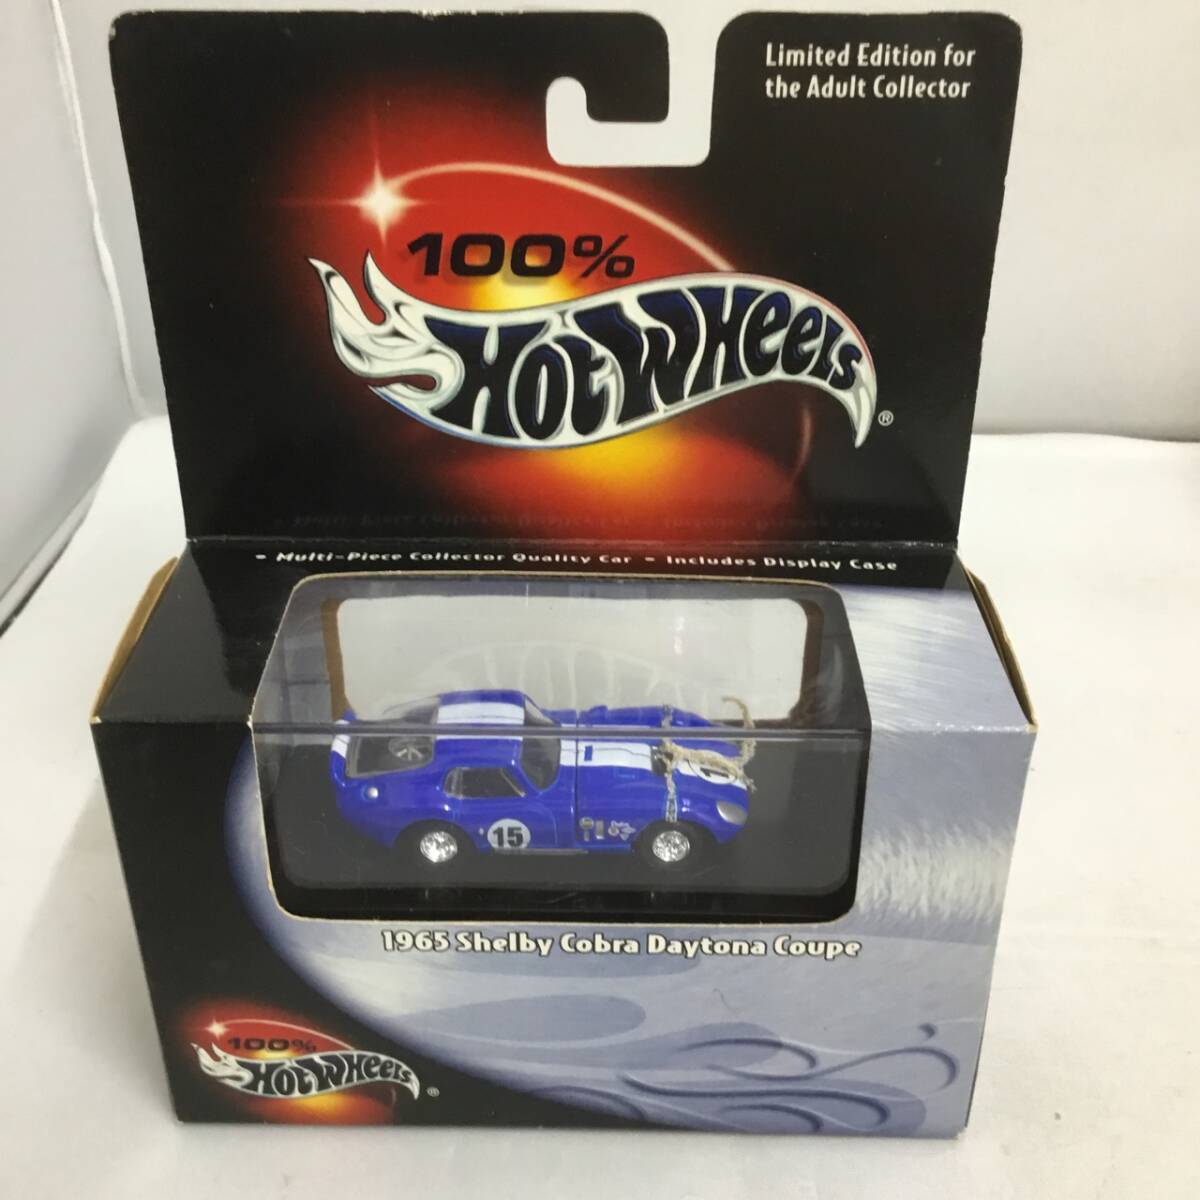 Limited Edition for
the Adult Collector
100%
Hot Wheels®
• Multi-Piece Collector Quality Car • Includes Display Case
15
1965 Shelby Cobra Daytona Coupe
100%
Hot Wheels®